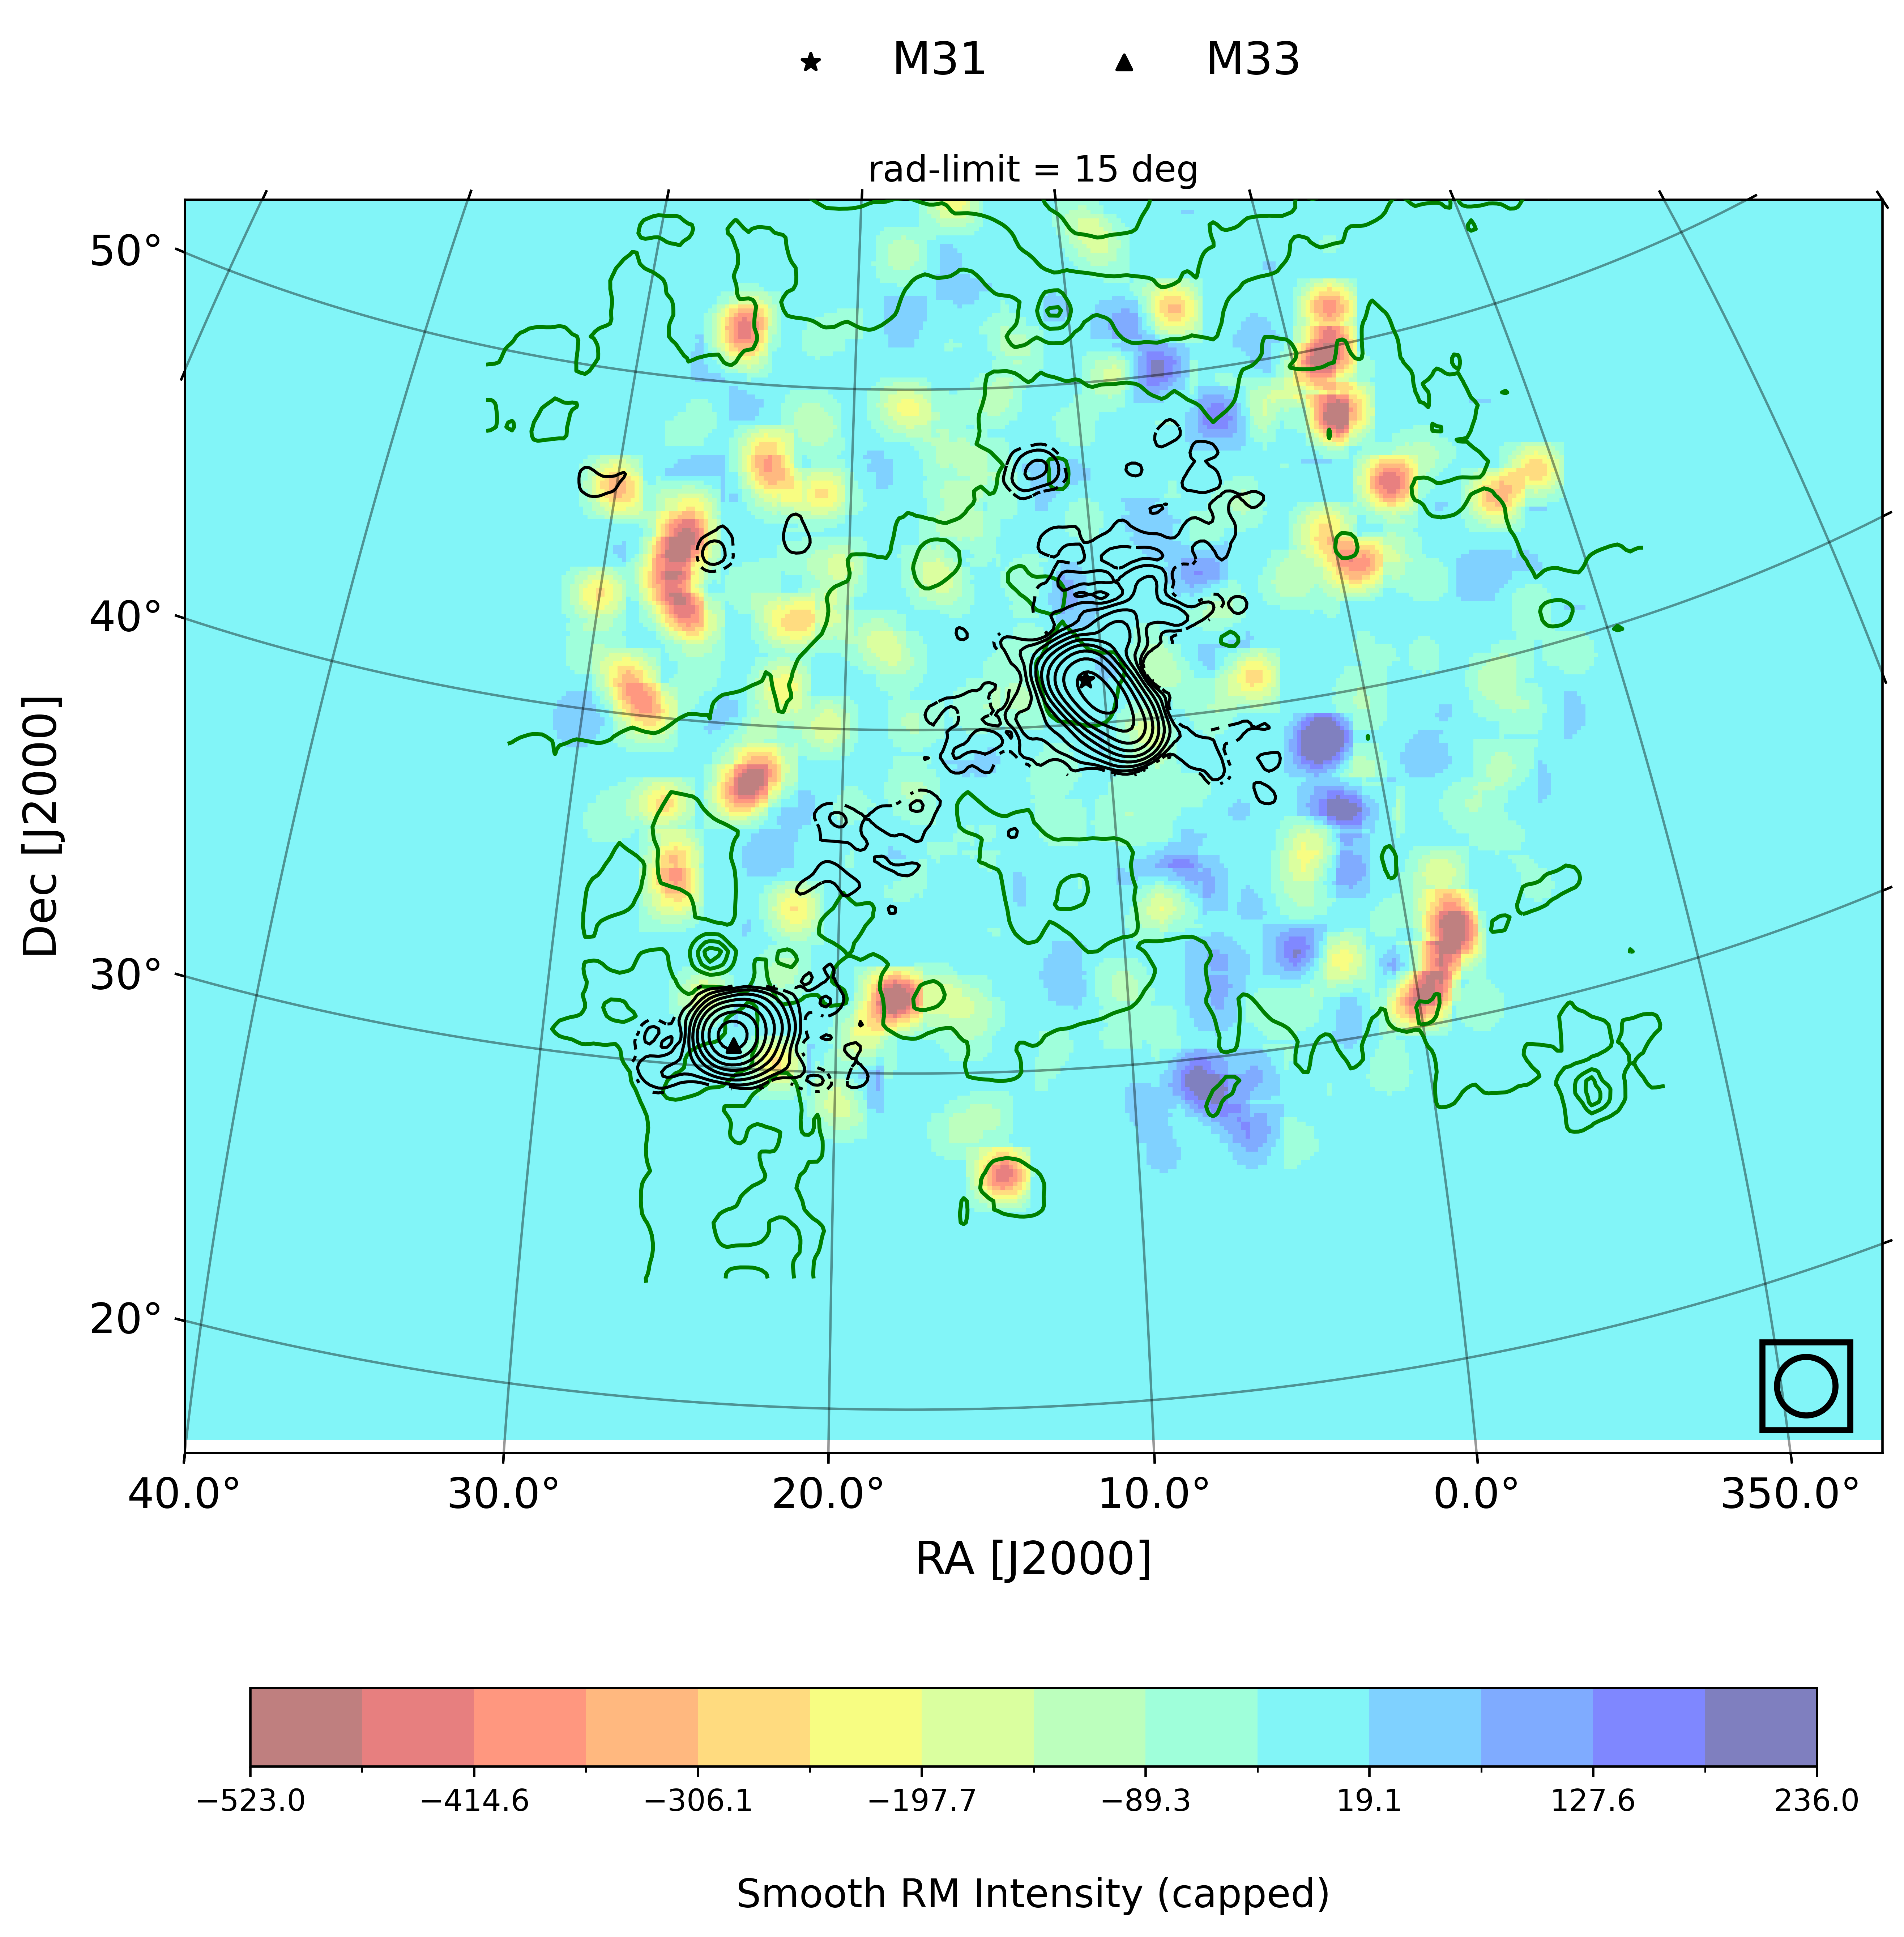 M31 M33
rad-limit = 15 deg
50°
40°
30°
20°
Dec [J2000]
40.0° 30.0° 20.0° 10.0° 0.0° 350.0°
RA [J2000]
−523.0 −414.6 −306.1 −197.7 −89.3 19.1 127.6 236.0
Smooth RM Intensity (capped)